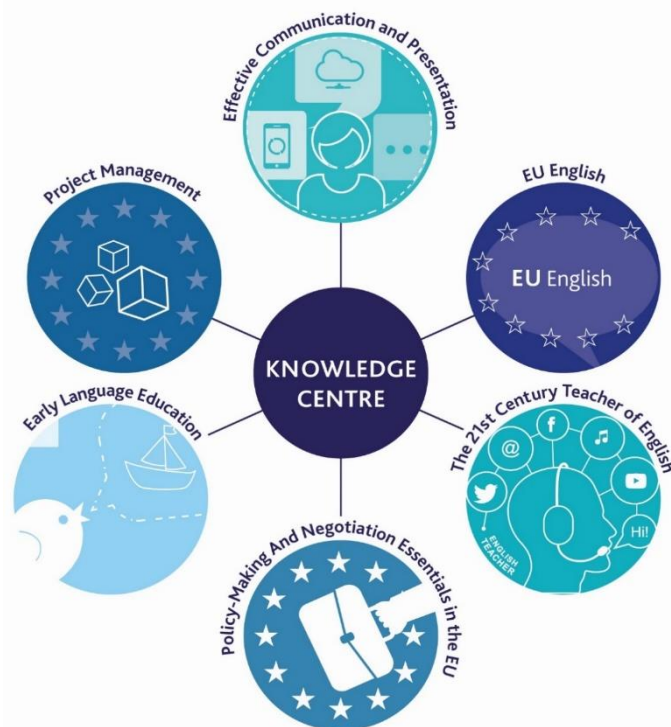 Effective Communication and Presentation
Project Management
EU English
EU English
KNOWLEDGE
CENTRE
Early Language Education
The 21st Century Teacher of English
@
f
Hi!
ENGLISH
TEACHER
Policy-Making And Negotiation Essentials in the EU